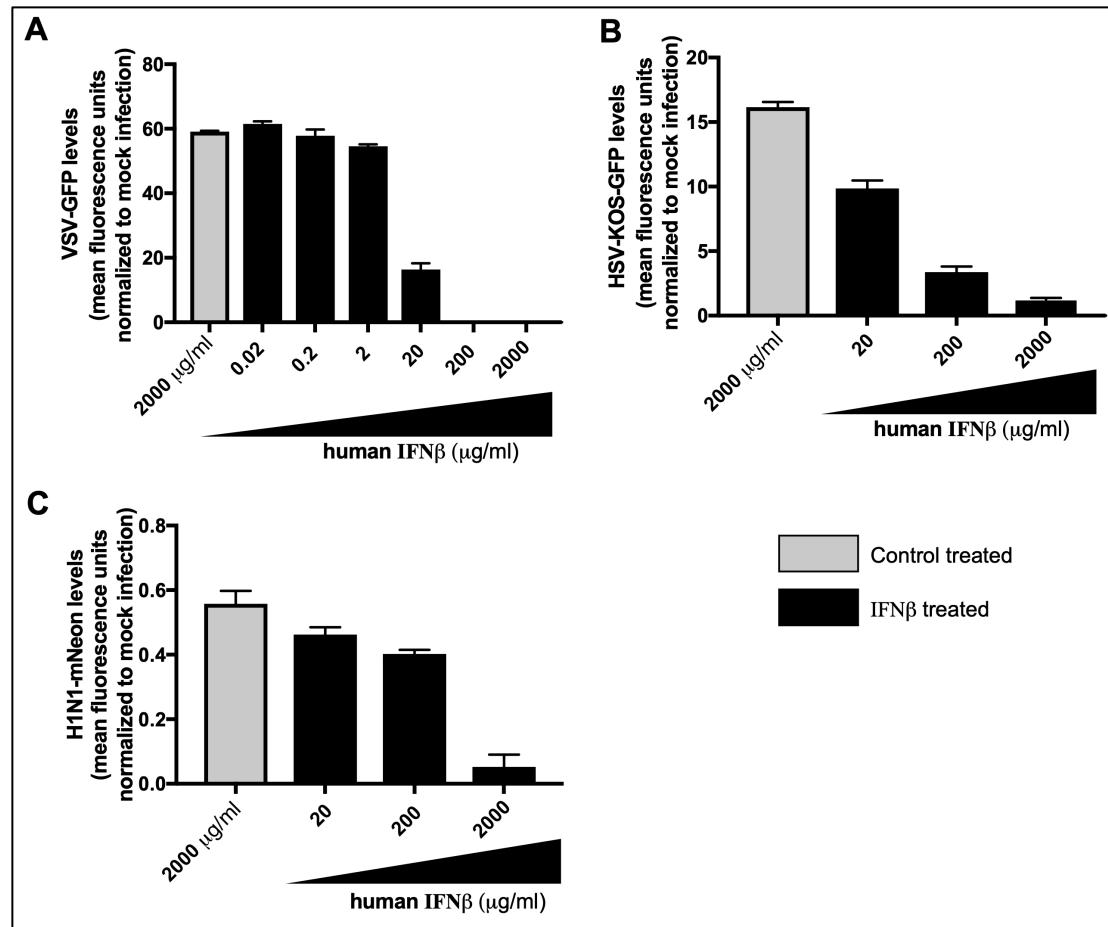 A
VSV-GFP levels
(mean fluorescence units
normalized to mock infection)
80
60
40
20
0
2000 μg/ml
0.02
0.2
2
20
200
2000
human IFNβ (μg/ml)
B
HSV-KOS-GFP levels
(mean fluorescence units
normalized to mock infection)
20
15
10
5
0
2000 μg/ml
20
200
2000
human IFNβ (μg/ml)
C
H1N1-mNeon levels
(mean fluorescence units
normalized to mock infection)
0.8
0.6
0.4
0.2
0.0
2000 μg/ml
20
200
2000
human IFNβ (μg/ml)
Control treated
IFNβ treated